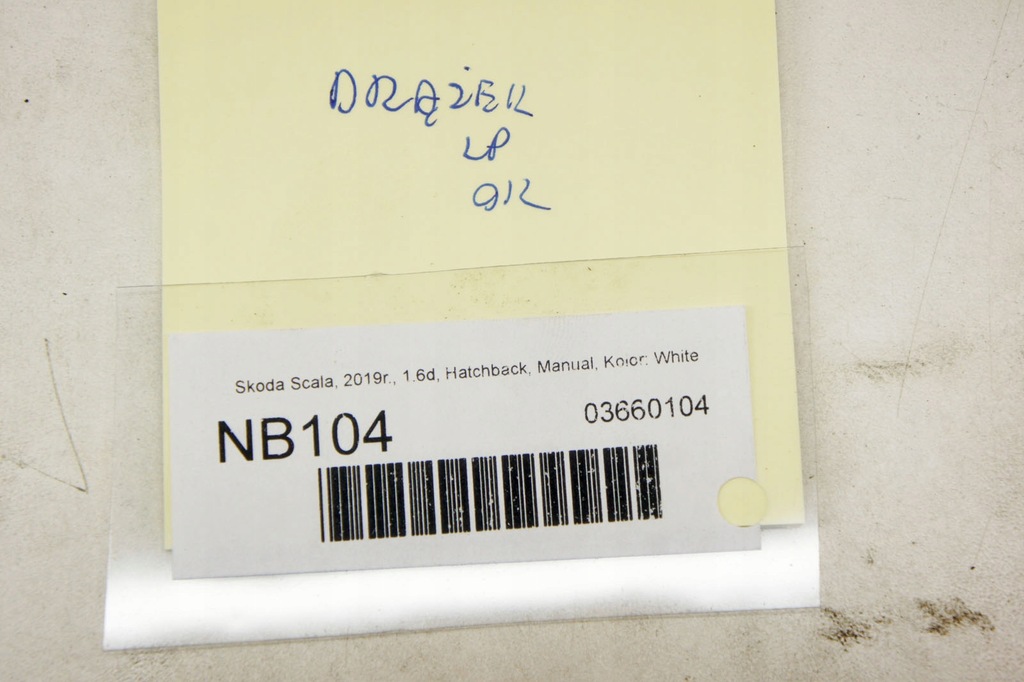 DRĄŻEK
LP
OK
Skoda Scala, 2019r., 1.6d, Hatchback, Manual, Kolor: White
NB104
03660104